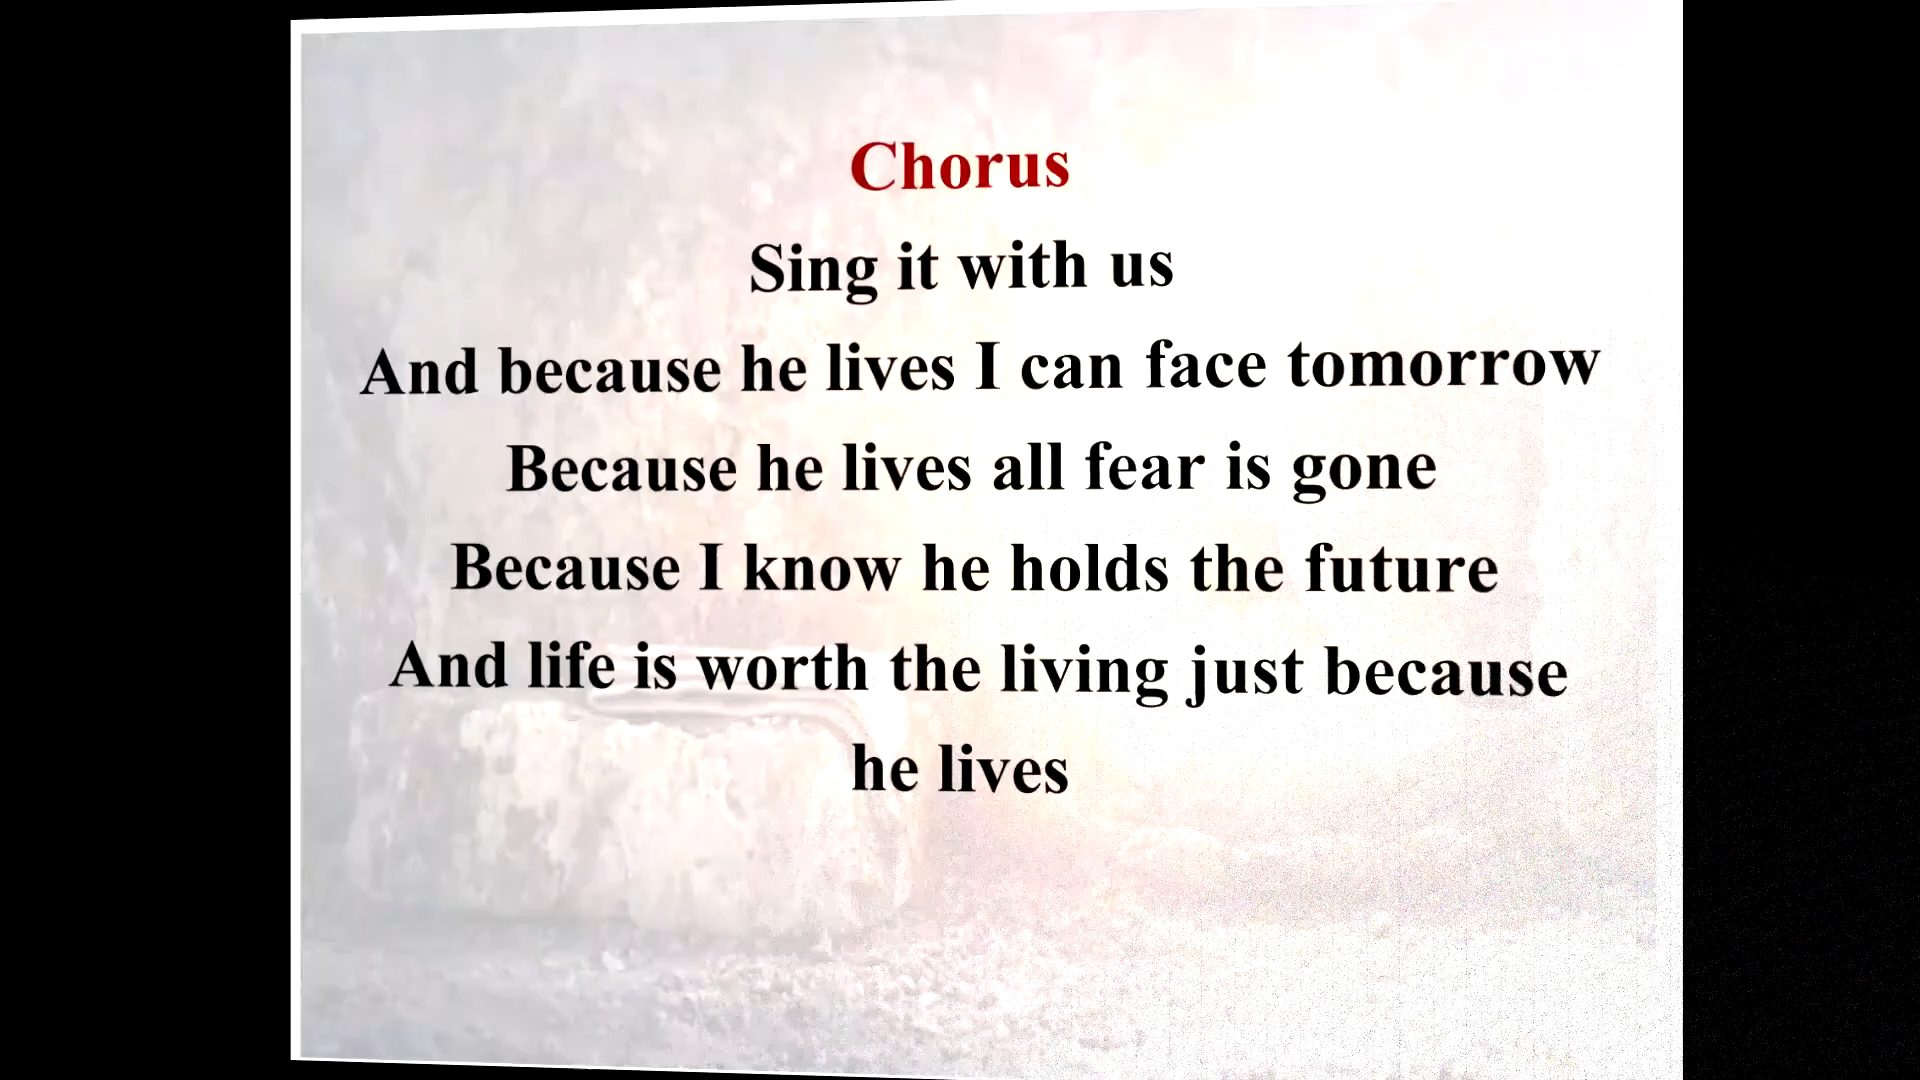 Chorus
Sing it with us
And because he lives I can face tomorrow
Because he lives all fear is gone
Because I know he holds the future
And life is worth the living just because
he lives